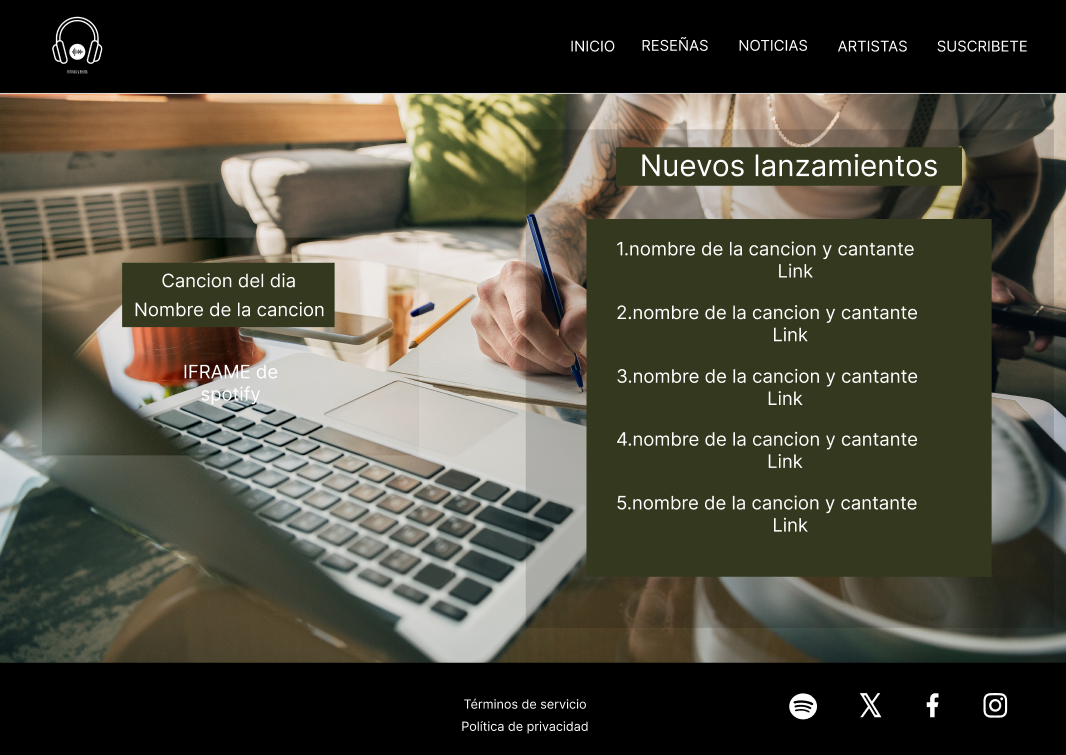 INICIO
RESEÑAS
NOTICIAS
ARTISTAS
SUSCRIBETE
Nuevos lanzamientos
Cancion del dia
Nombre de la cancion
IFRAME de
spotify
1.nombre de la cancion y cantante
Link
2.nombre de la cancion y cantante
Link
3.nombre de la cancion y cantante
Link
4.nombre de la cancion y cantante
Link
5.nombre de la cancion y cantante
Link
Términos de servicio
Política de privacidad